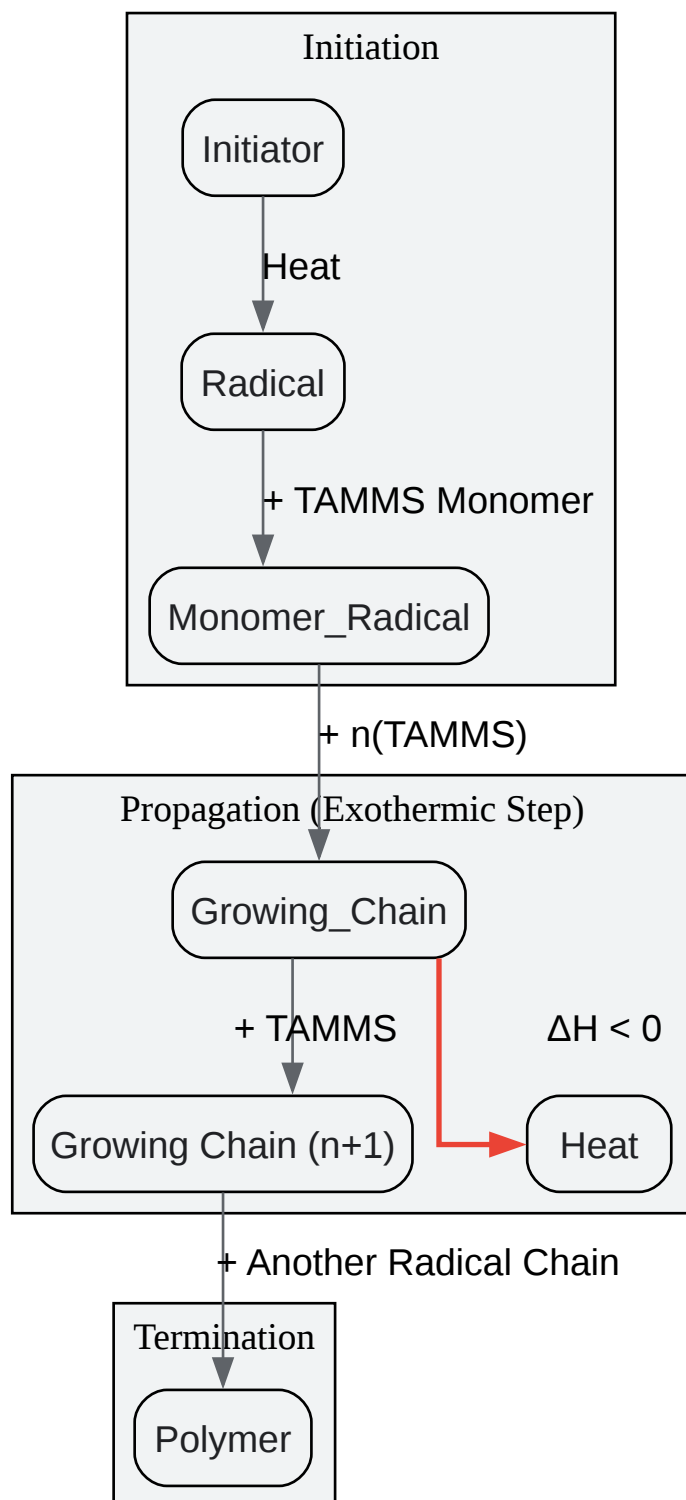 Initiation
Initiator
Heat
Radical
+ TAMMS Monomer
Monomer_Radical
+ n(TAMMS)
Propagation (Exothermic Step)
Growing_Chain
+ TAMMS
ΔH < 0
Growing Chain (n+1)
Heat
+ Another Radical Chain
Termination
Polymer